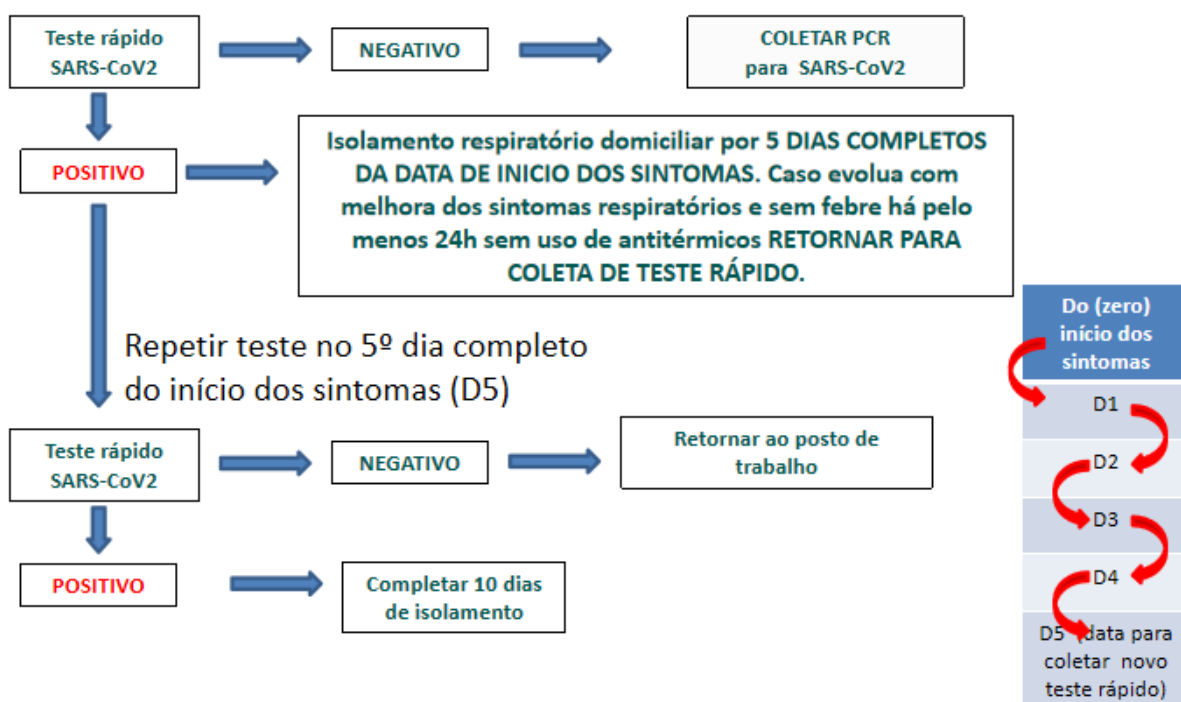 Teste rápido
SARS-CoV2
NEGATIVO
COLETAR PCR
para SARS-CoV2
POSITIVO
Isolamento respiratório domiciliar por 5 DIAS COMPLETOS
DA DATA DE INICIO DOS SINTOMAS. Caso evolua com
melhora dos sintomas respiratórios e sem febre há pelo
menos 24h sem uso de antitérmicos RETORNAR PARA
COLETA DE TESTE RÁPIDO.
Repetir teste no 5º dia completo
do início dos sintomas (D5)
Teste rápido
SARS-CoV2
NEGATIVO
Retornar ao posto de
trabalho
POSITIVO
Completar 10 dias
de isolamento
Do (zero)
início dos
sintomas
D1
D2
D3
D4
D5 (data para
coletar novo
teste rápido)